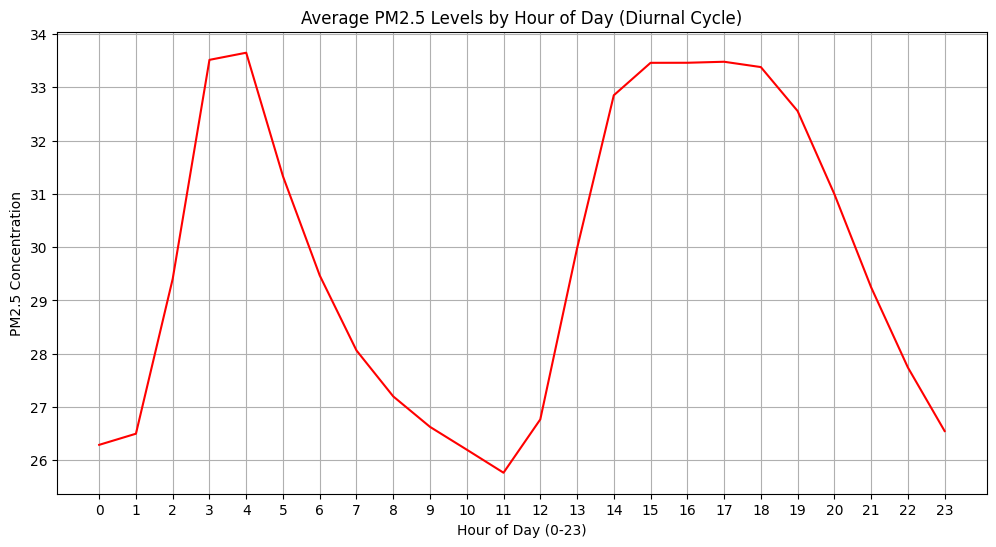 Average PM2.5 Levels by Hour of Day (Diurnal Cycle)
PM2.5 Concentration
34
33
32
31
30
29
28
27
26
0 1 2 3 4 5 6 7 8 9 10 11 12 13 14 15 16 17 18 19 20 21 22 23
Hour of Day (0-23)